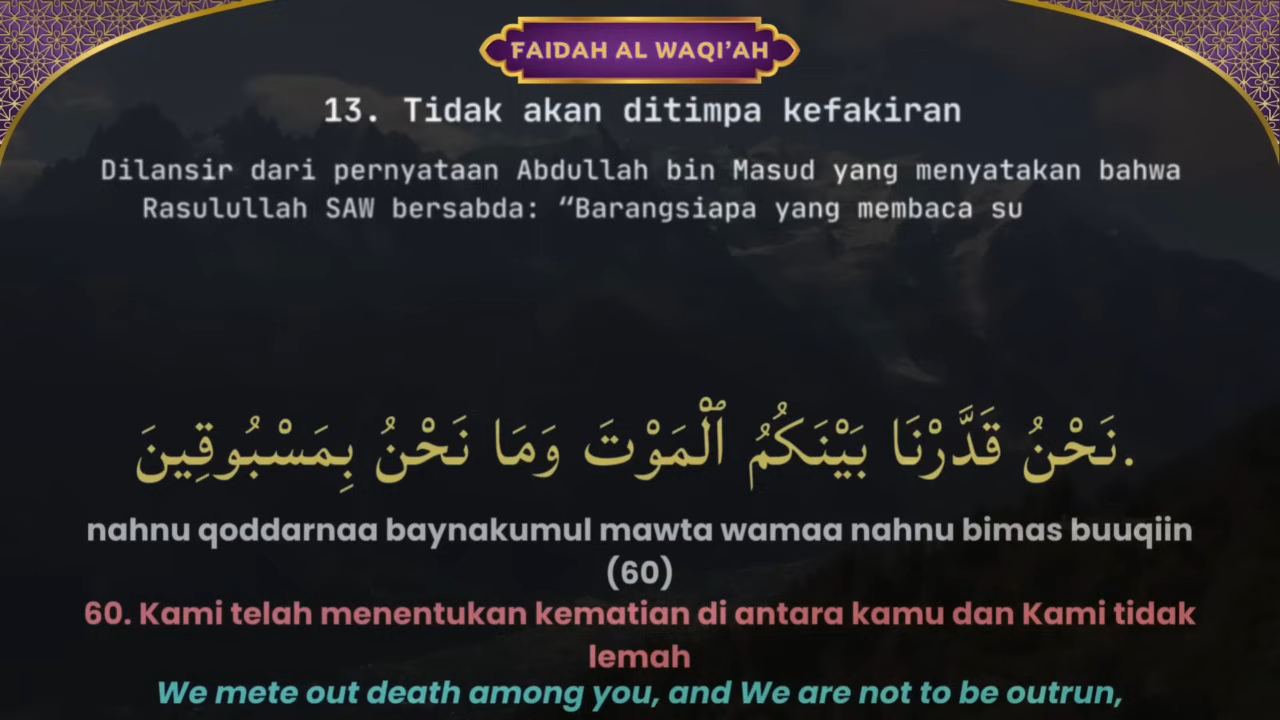 FAIDAH AL WAQI'AH
13. Tidak akan ditimpa kefakiran
Dilansir dari pernyataan Abdullah bin Masud yang menyatakan bahwa
Rasulullah SAW bersabda: “Barangsiapa yang membaca su
نَحْنُ قَدَّرْنَا بَيْنَكُمُ ٱلْمَوْتَ وَمَا نَحْنُ بِمَسْبُوقِينَ.
nahnu qoddarnaa baynakumul mawta wamaa nahnu bimas buuqiin
(60)
60. Kami telah menentukan kematian di antara kamu dan Kami tidak
lemah
We mete out death among you, and We are not to be outrun,